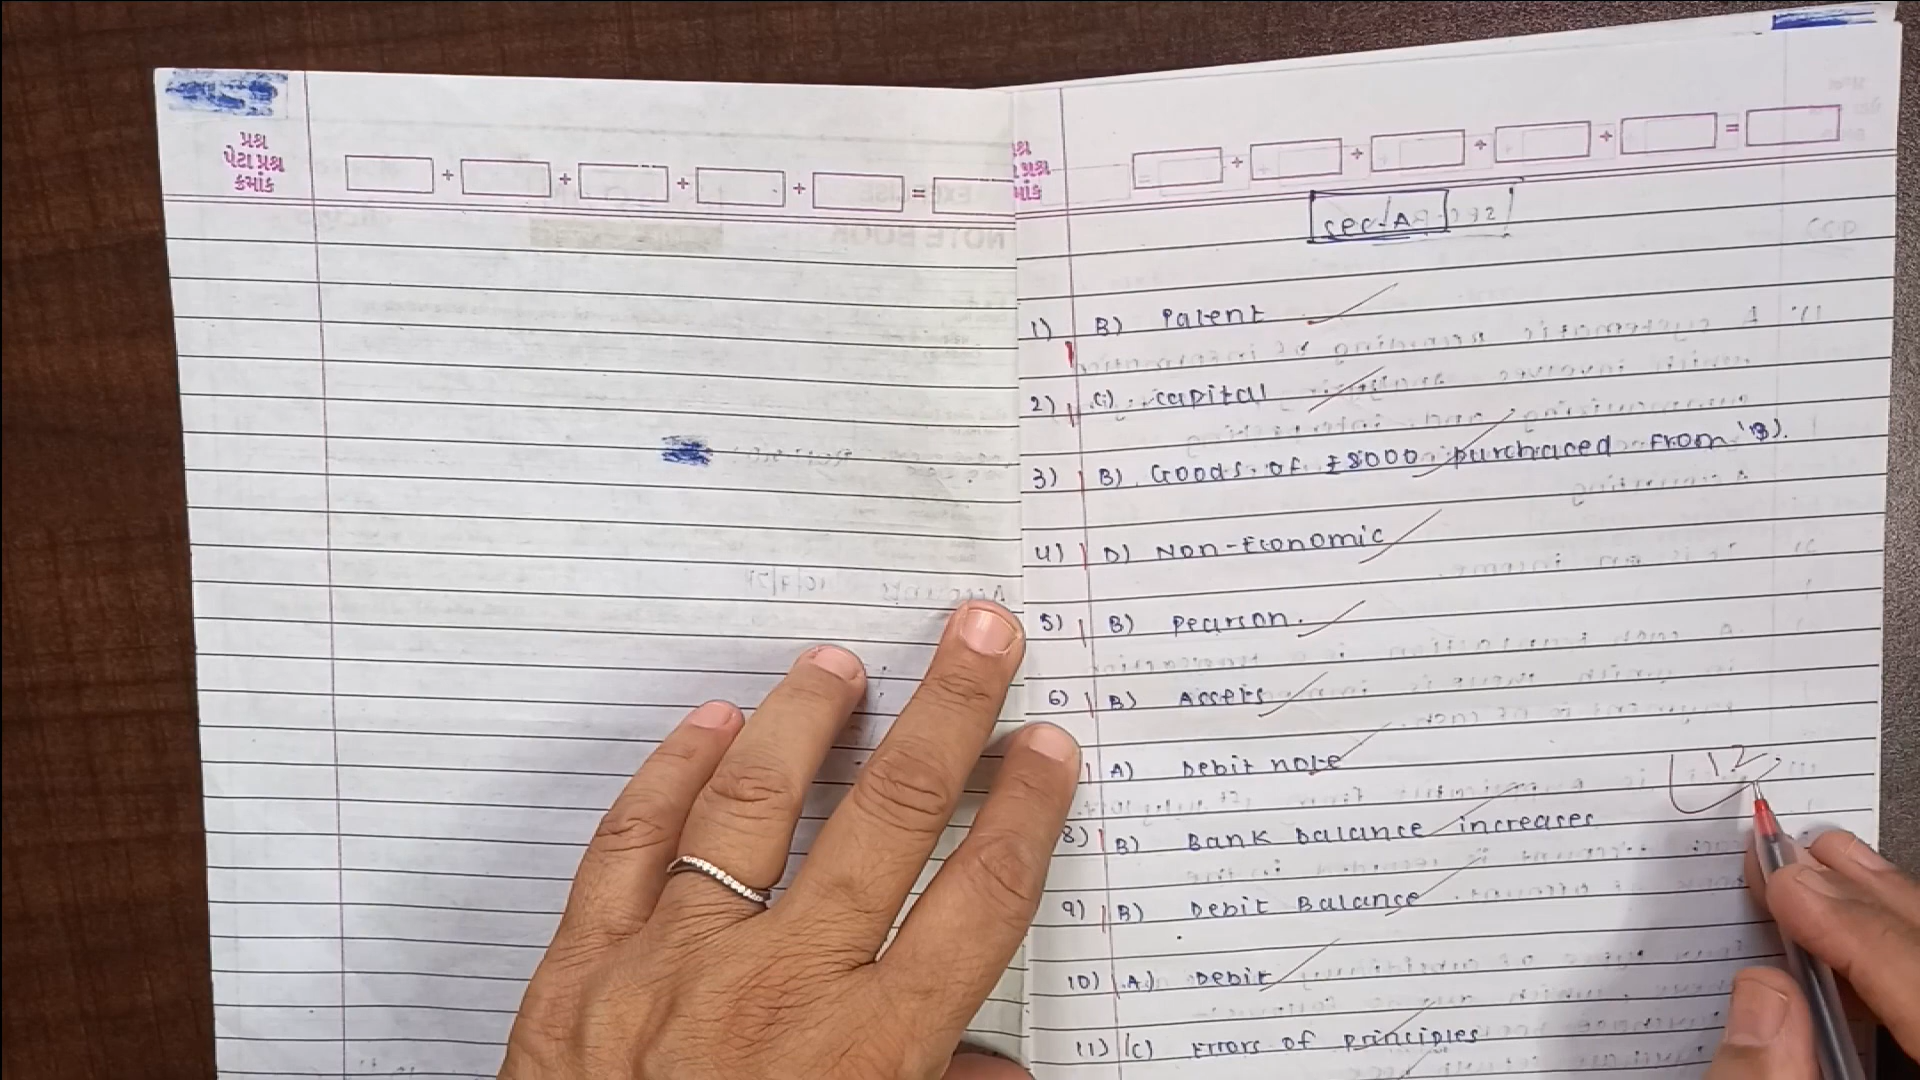 પ્રશ્ન
પેટા પ્રશ્ન
ક્રમાંક
+ + + + =
+ + + + =
sec-A
1) B) Patent
2) C) capital
3) B) Goods of ₹8000 purchaced From 'B).
4) D) Non-Economic
5) B) Pearson.
6) B) Assets
A) Debit note
12
8) B) Bank balance increases
9) B) Debit Balance
10) A) Debit
11) C) Errors of principles